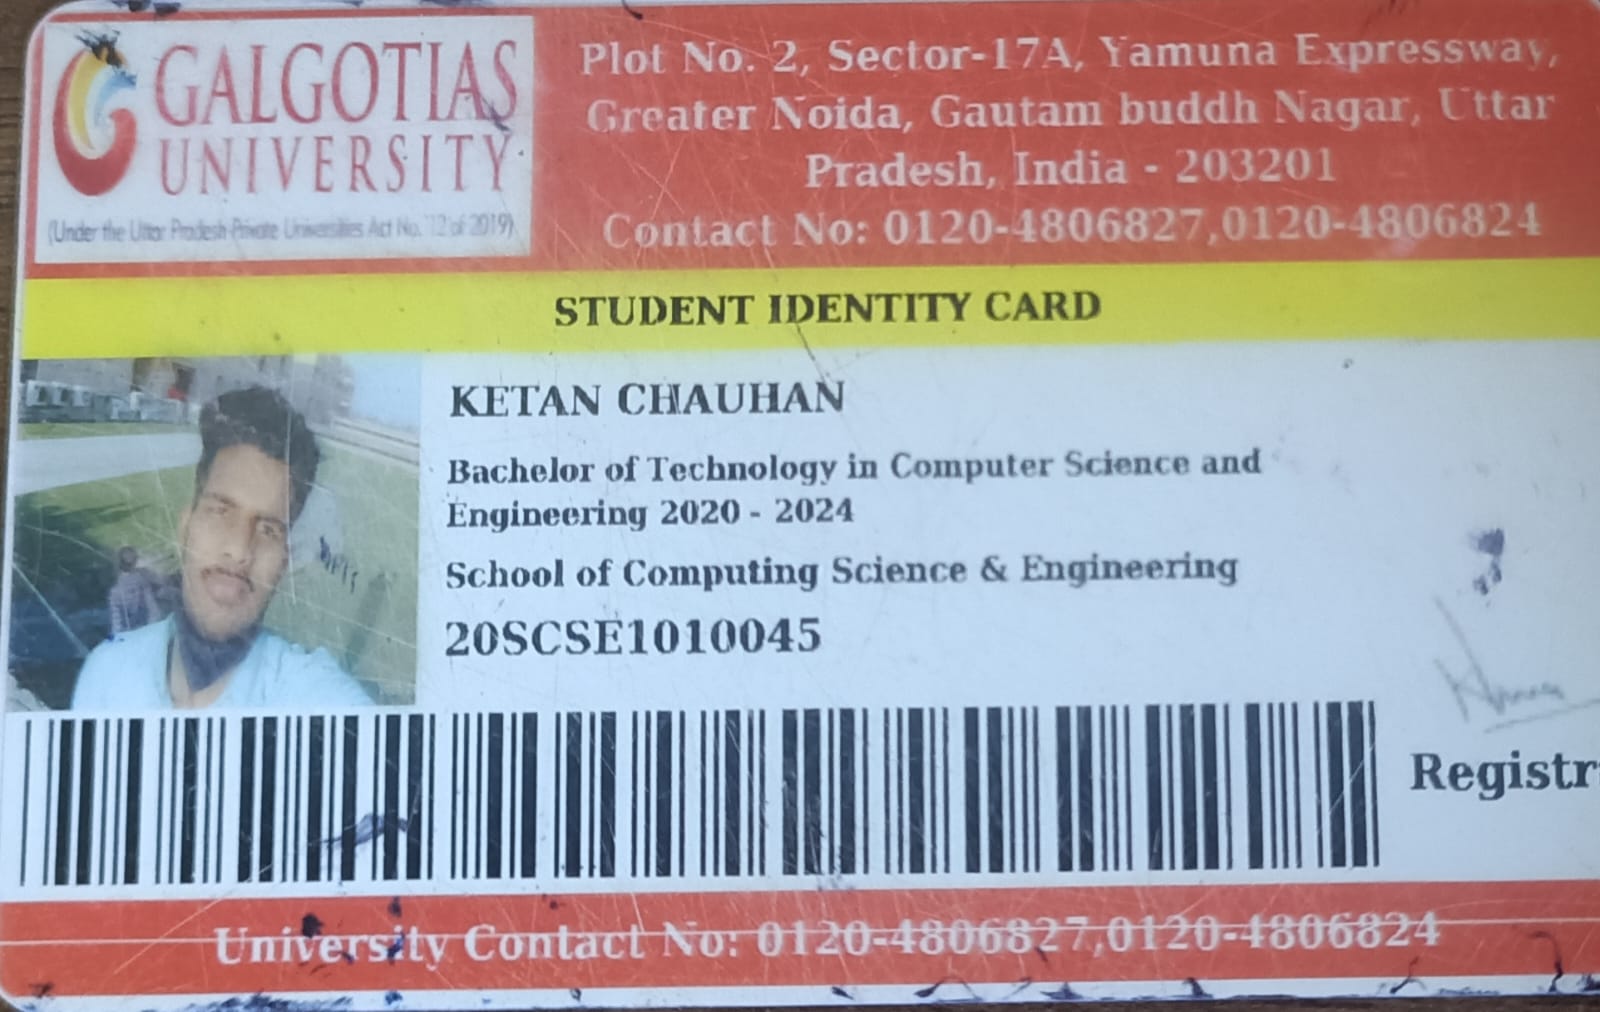 GALGOTIAS
UNIVERSITY
(Under the Uttar Pradesh Private Universities Act No. 12 of 2019)
Plot No. 2, Sector-17A, Yamuna Expressway,
Greater Noida, Gautam buddh Nagar, Uttar
Pradesh, India - 203201
Contact No: 0120-4806827,0120-4806824
STUDENT IDENTITY CARD
KETAN CHAUHAN
Bachelor of Technology in Computer Science and
Engineering 2020 - 2024
School of Computing Science & Engineering
20SCSE1010045
Registr
University Contact No: 0120-4806827,0120-4806824